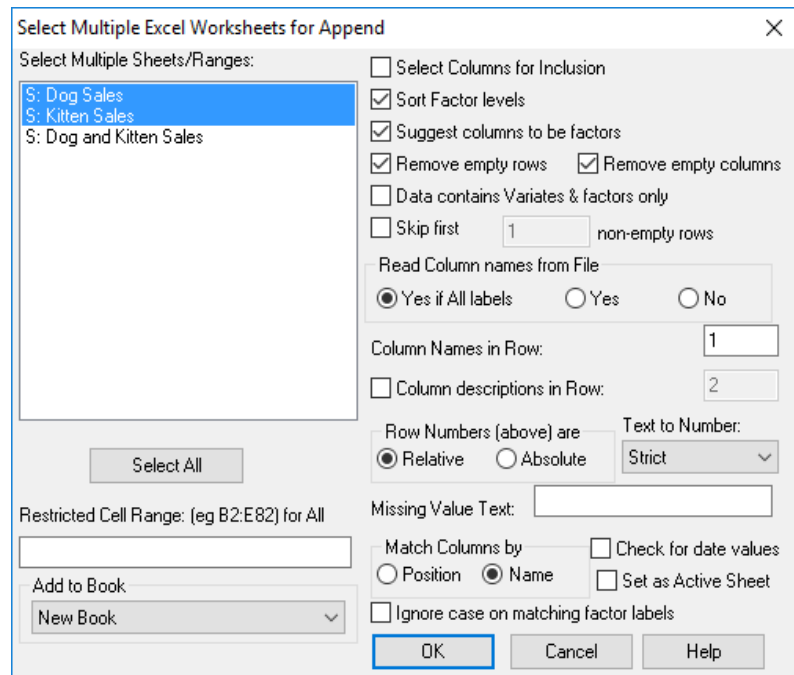 Select Multiple Excel Worksheets for Append
Select Multiple Sheets/Ranges:
S: Dog Sales
S: Kitten Sales
S: Dog and Kitten Sales
Select All
Restricted Cell Range: (eg B2:E82) for All
Add to Book
New Book
Select Columns for Inclusion
Sort Factor levels
Suggest columns to be factors
Remove empty rows Remove empty columns
Data contains Variates & factors only
Skip first 1 non-empty rows
Read Column names from File
Yes if All labels Yes No
Column Names in Row: 1
Column descriptions in Row: 2
Row Numbers (above) are
Relative Absolute
Text to Number:
Strict
Missing Value Text:
Match Columns by
Position Name
Check for date values
Set as Active Sheet
Ignore case on matching factor labels
OK Cancel Help